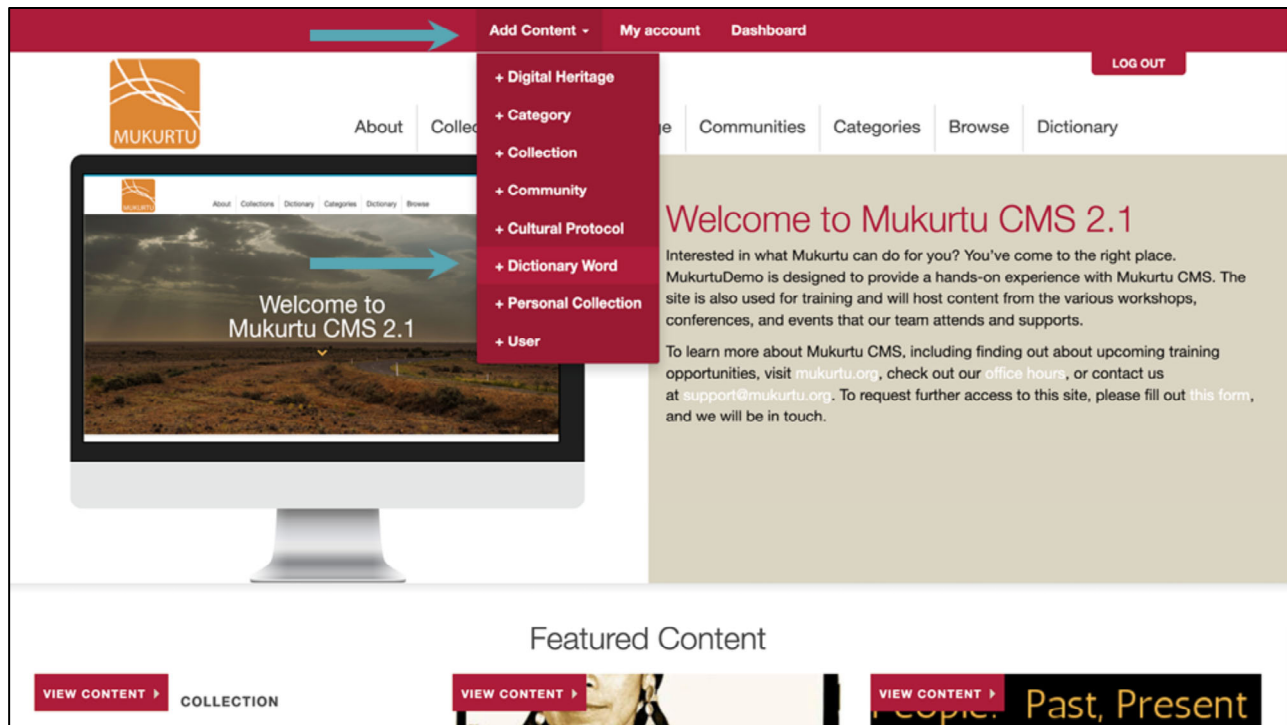 Add Content My account Dashboard
LOG OUT
+ Digital Heritage
+ Category
+ Collection
+ Community
+ Cultural Protocol
+ Dictionary Word
+ Personal Collection
+ User
MUKURTU
About Communities Categories Browse Dictionary
MUKURTU
About Collections Dictionary Categories Dictionary Browse
Welcome to
Mukurtu CMS 2.1
Welcome to Mukurtu CMS 2.1
Interested in what Mukurtu can do for you? You've come to the right place.
MukurtuDemo is designed to provide a hands-on experience with Mukurtu CMS. The
site is also used for training and will host content from the various workshops,
conferences, and events that our team attends and supports.
To learn more about Mukurtu CMS, including finding out about upcoming training
opportunities, visit mukurtu.org, check out our office hours, or contact us
at support@mukurtu.org. To request further access to this site, please fill out this form,
and we will be in touch.
Featured Content
VIEW CONTENT
COLLECTION
VIEW CONTENT
VIEW CONTENT
Past, Present